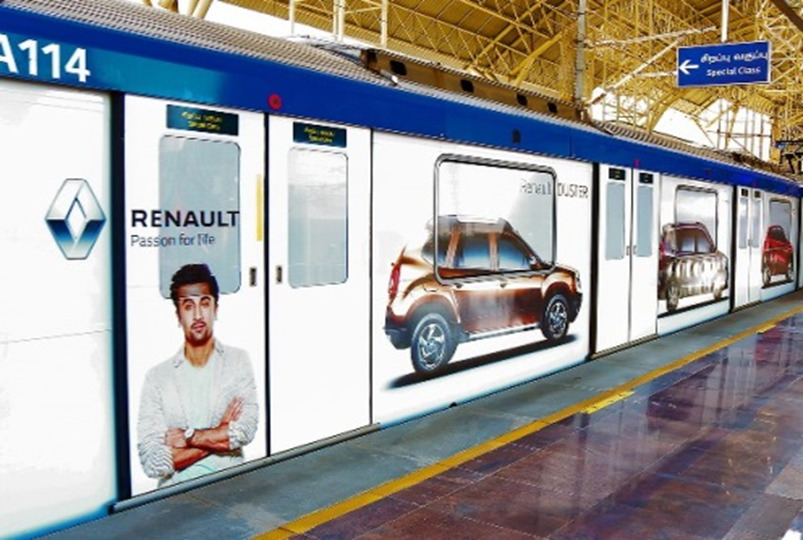 A114
சிறப்பு வகுப்பு
Special Class
RENAULT
Passion for life
Renault DUSTER